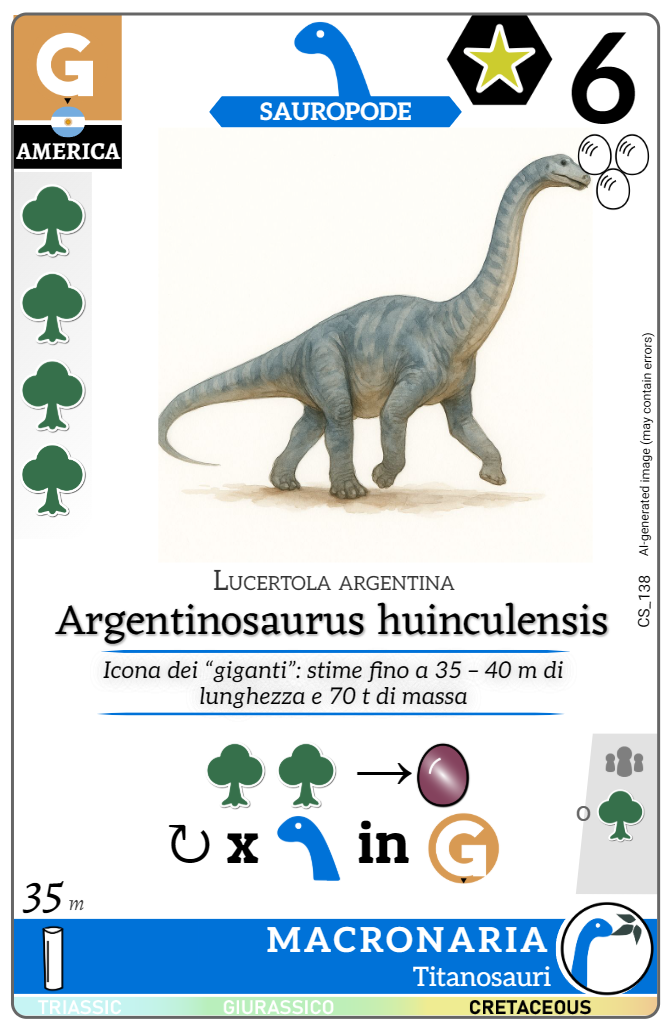 G
AMERICA
SAUROPODE
6
AI-generated image (may contain errors)
CS_138
Lucertola argentina
Argentinosaurus huinculensis
Icona dei “giganti”: stime fino a 35 – 40 m di
lunghezza e 70 t di massa
x in G
o
35 m
MACRONARIA
Titanosauri
TRIASSIC GIURASSICO CRETACEOUS